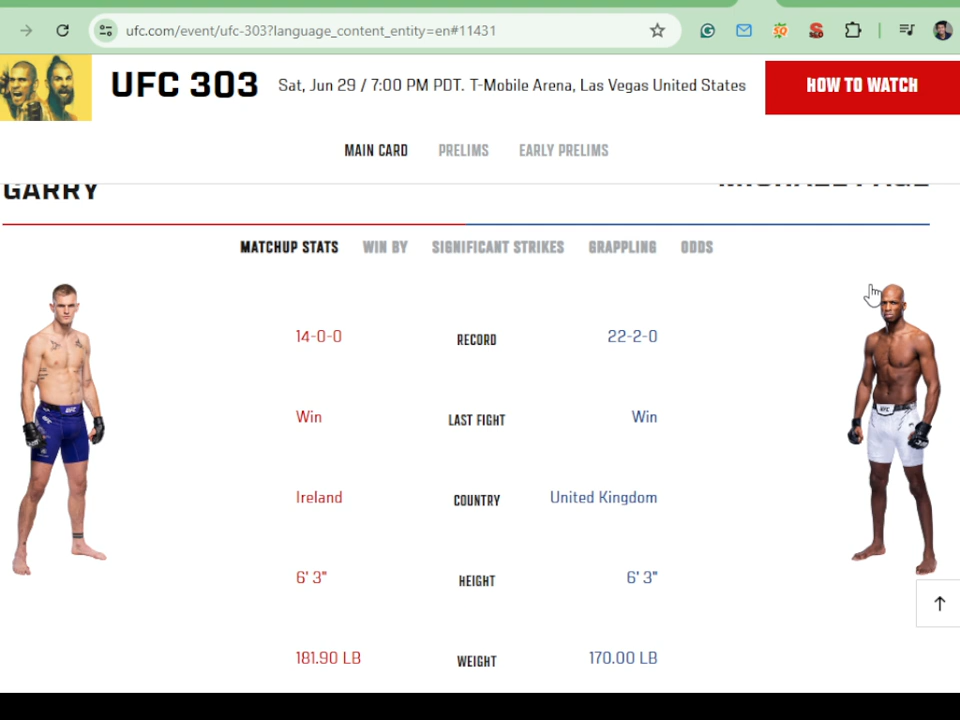 ufc.com/event/ufc-303?language_content_entity=en#11431
UFC 303
Sat, Jun 29 / 7:00 PM PDT. T-Mobile Arena, Las Vegas United States
HOW TO WATCH
MAIN CARD PRELIMS EARLY PRELIMS
GARRY MICHAEL PAGE
MATCHUP STATS WIN BY SIGNIFICANT STRIKES GRAPPLING ODDS
14-0-0 RECORD 22-2-0
Win LAST FIGHT Win
Ireland COUNTRY United Kingdom
6' 3" HEIGHT 6' 3"
181.90 LB WEIGHT 170.00 LB